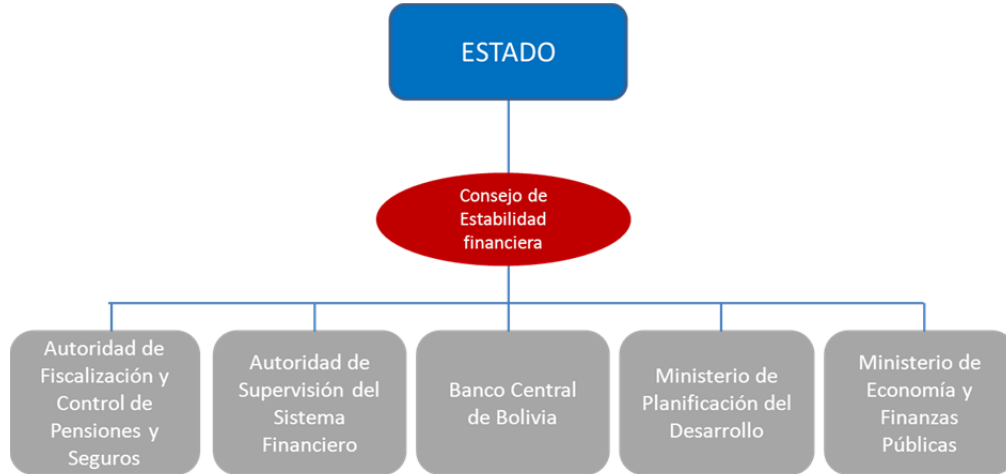 ESTADO
Consejo de
Estabilidad
financiera
Autoridad de
Fiscalización y
Control de
Pensiones y
Seguros
Autoridad de
Supervisión del
Sistema
Financiero
Banco Central
de Bolivia
Ministerio de
Planificación del
Desarrollo
Ministerio de
Economía y
Finanzas
Públicas